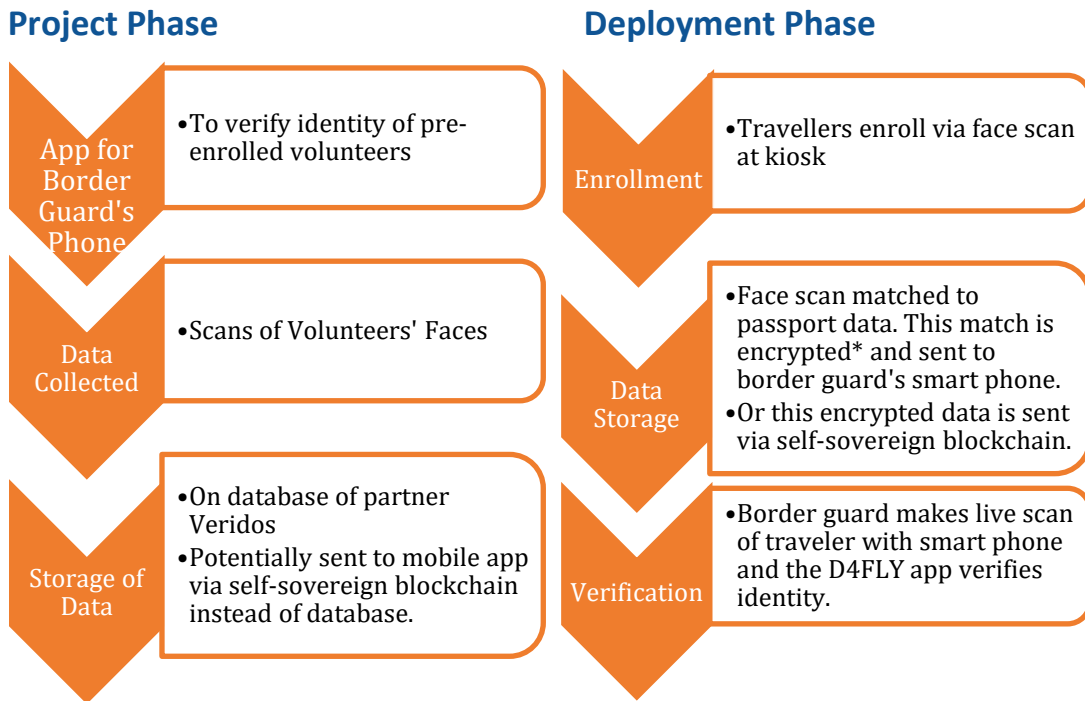 Project Phase
App for
Border
Guard's
Phone
•To verify identity of pre-
enrolled volunteers
Data
Collected
•Scans of Volunteers' Faces
Storage of
Data
•On database of partner
Veridos
•Potentially sent to mobile app
via self-sovereign blockchain
instead of database.
Deployment Phase
Enrollment
•Travellers enroll via face scan
at kiosk
Data
Storage
•Face scan matched to
passport data. This match is
encrypted* and sent to
border guard's smart phone.
•Or this encrypted data is sent
via self-sovereign blockchain.
Verification
•Border guard makes live scan
of traveler with smart phone
and the D4FLY app verifies
identity.